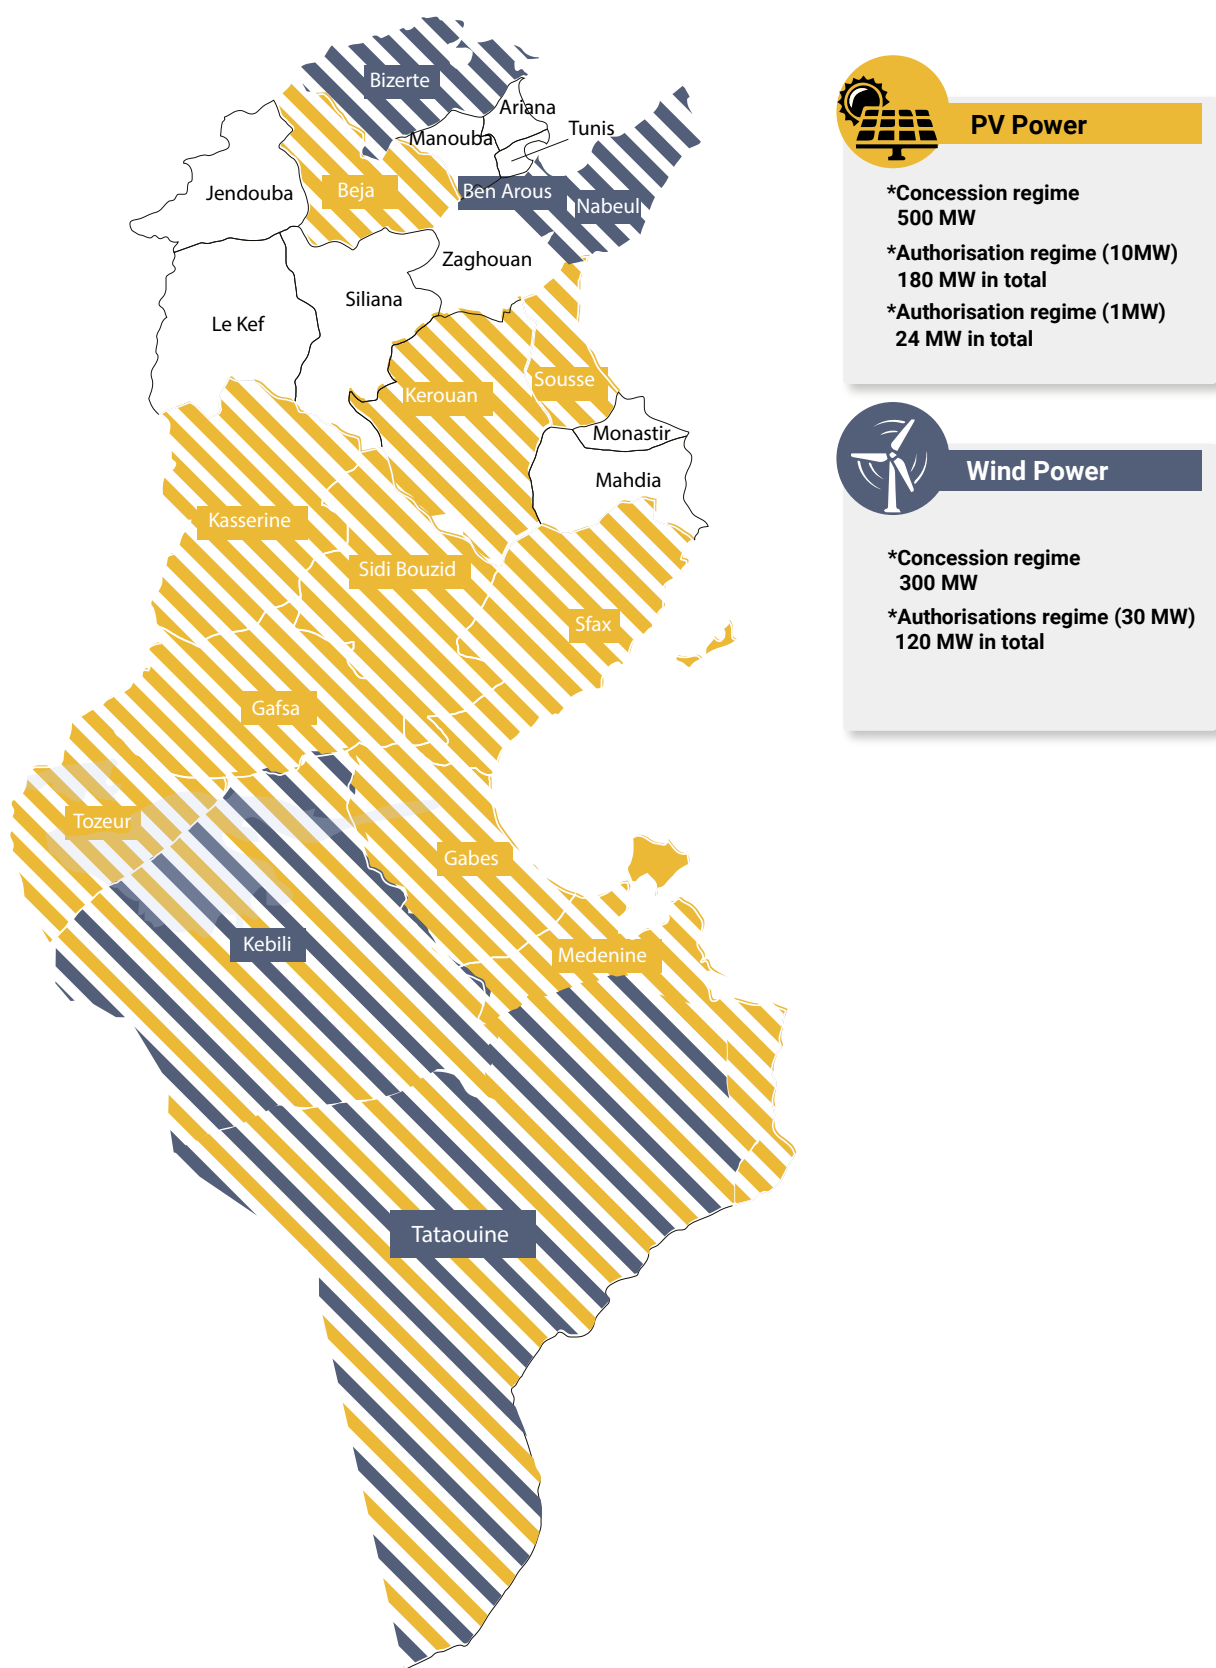 Bizerte
Ariana
Tunis
Manouba
Jendouba
Beja
Ben Arous
Nabeul
Zaghouan
Siliana
Le Kef
Kerouan
Sousse
Monastir
Mahdia
Kasserine
Sidi Bouzid
Sfax
Gafsa
Tozeur
Gabes
Kebili
Medenine
Tataouine
PV Power
*Concession regime
500 MW
*Authorisation regime (10MW)
180 MW in total
*Authorisation regime (1MW)
24 MW in total
Wind Power
*Concession regime
300 MW
*Authorisations regime (30 MW)
120 MW in total